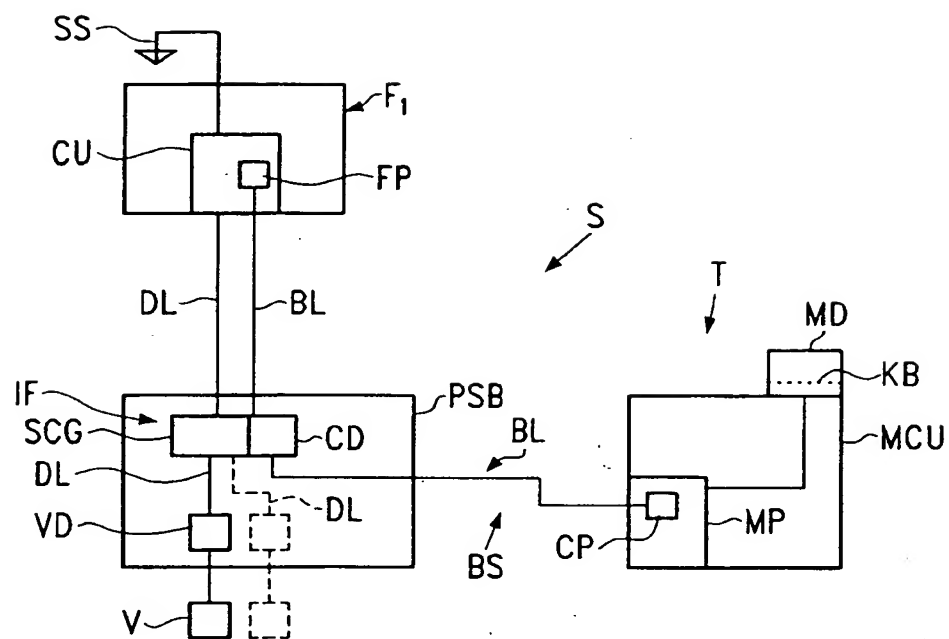 SS
F1
CU
FP
S
DL
BL
T
MD
KB
IF
PSB
SCG
CD
MCU
BL
DL
DL
VD
CP
MP
BS
V